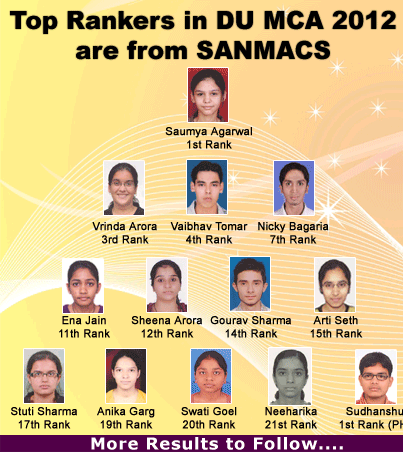 Top Rankers in DU MCA 2012
are from SANMACS
Saumya Agarwal
1st Rank
Vrinda Arora
3rd Rank
Vaibhav Tomar
4th Rank
Nicky Bagaria
7th Rank
Ena Jain
11th Rank
Sheena Arora
12th Rank
Gourav Sharma
14th Rank
Arti Seth
15th Rank
Stuti Sharma
17th Rank
Anika Garg
19th Rank
Swati Goel
20th Rank
Neeharika
21st Rank
Sudhanshu
1st Rank (PH
More Results to Follow....